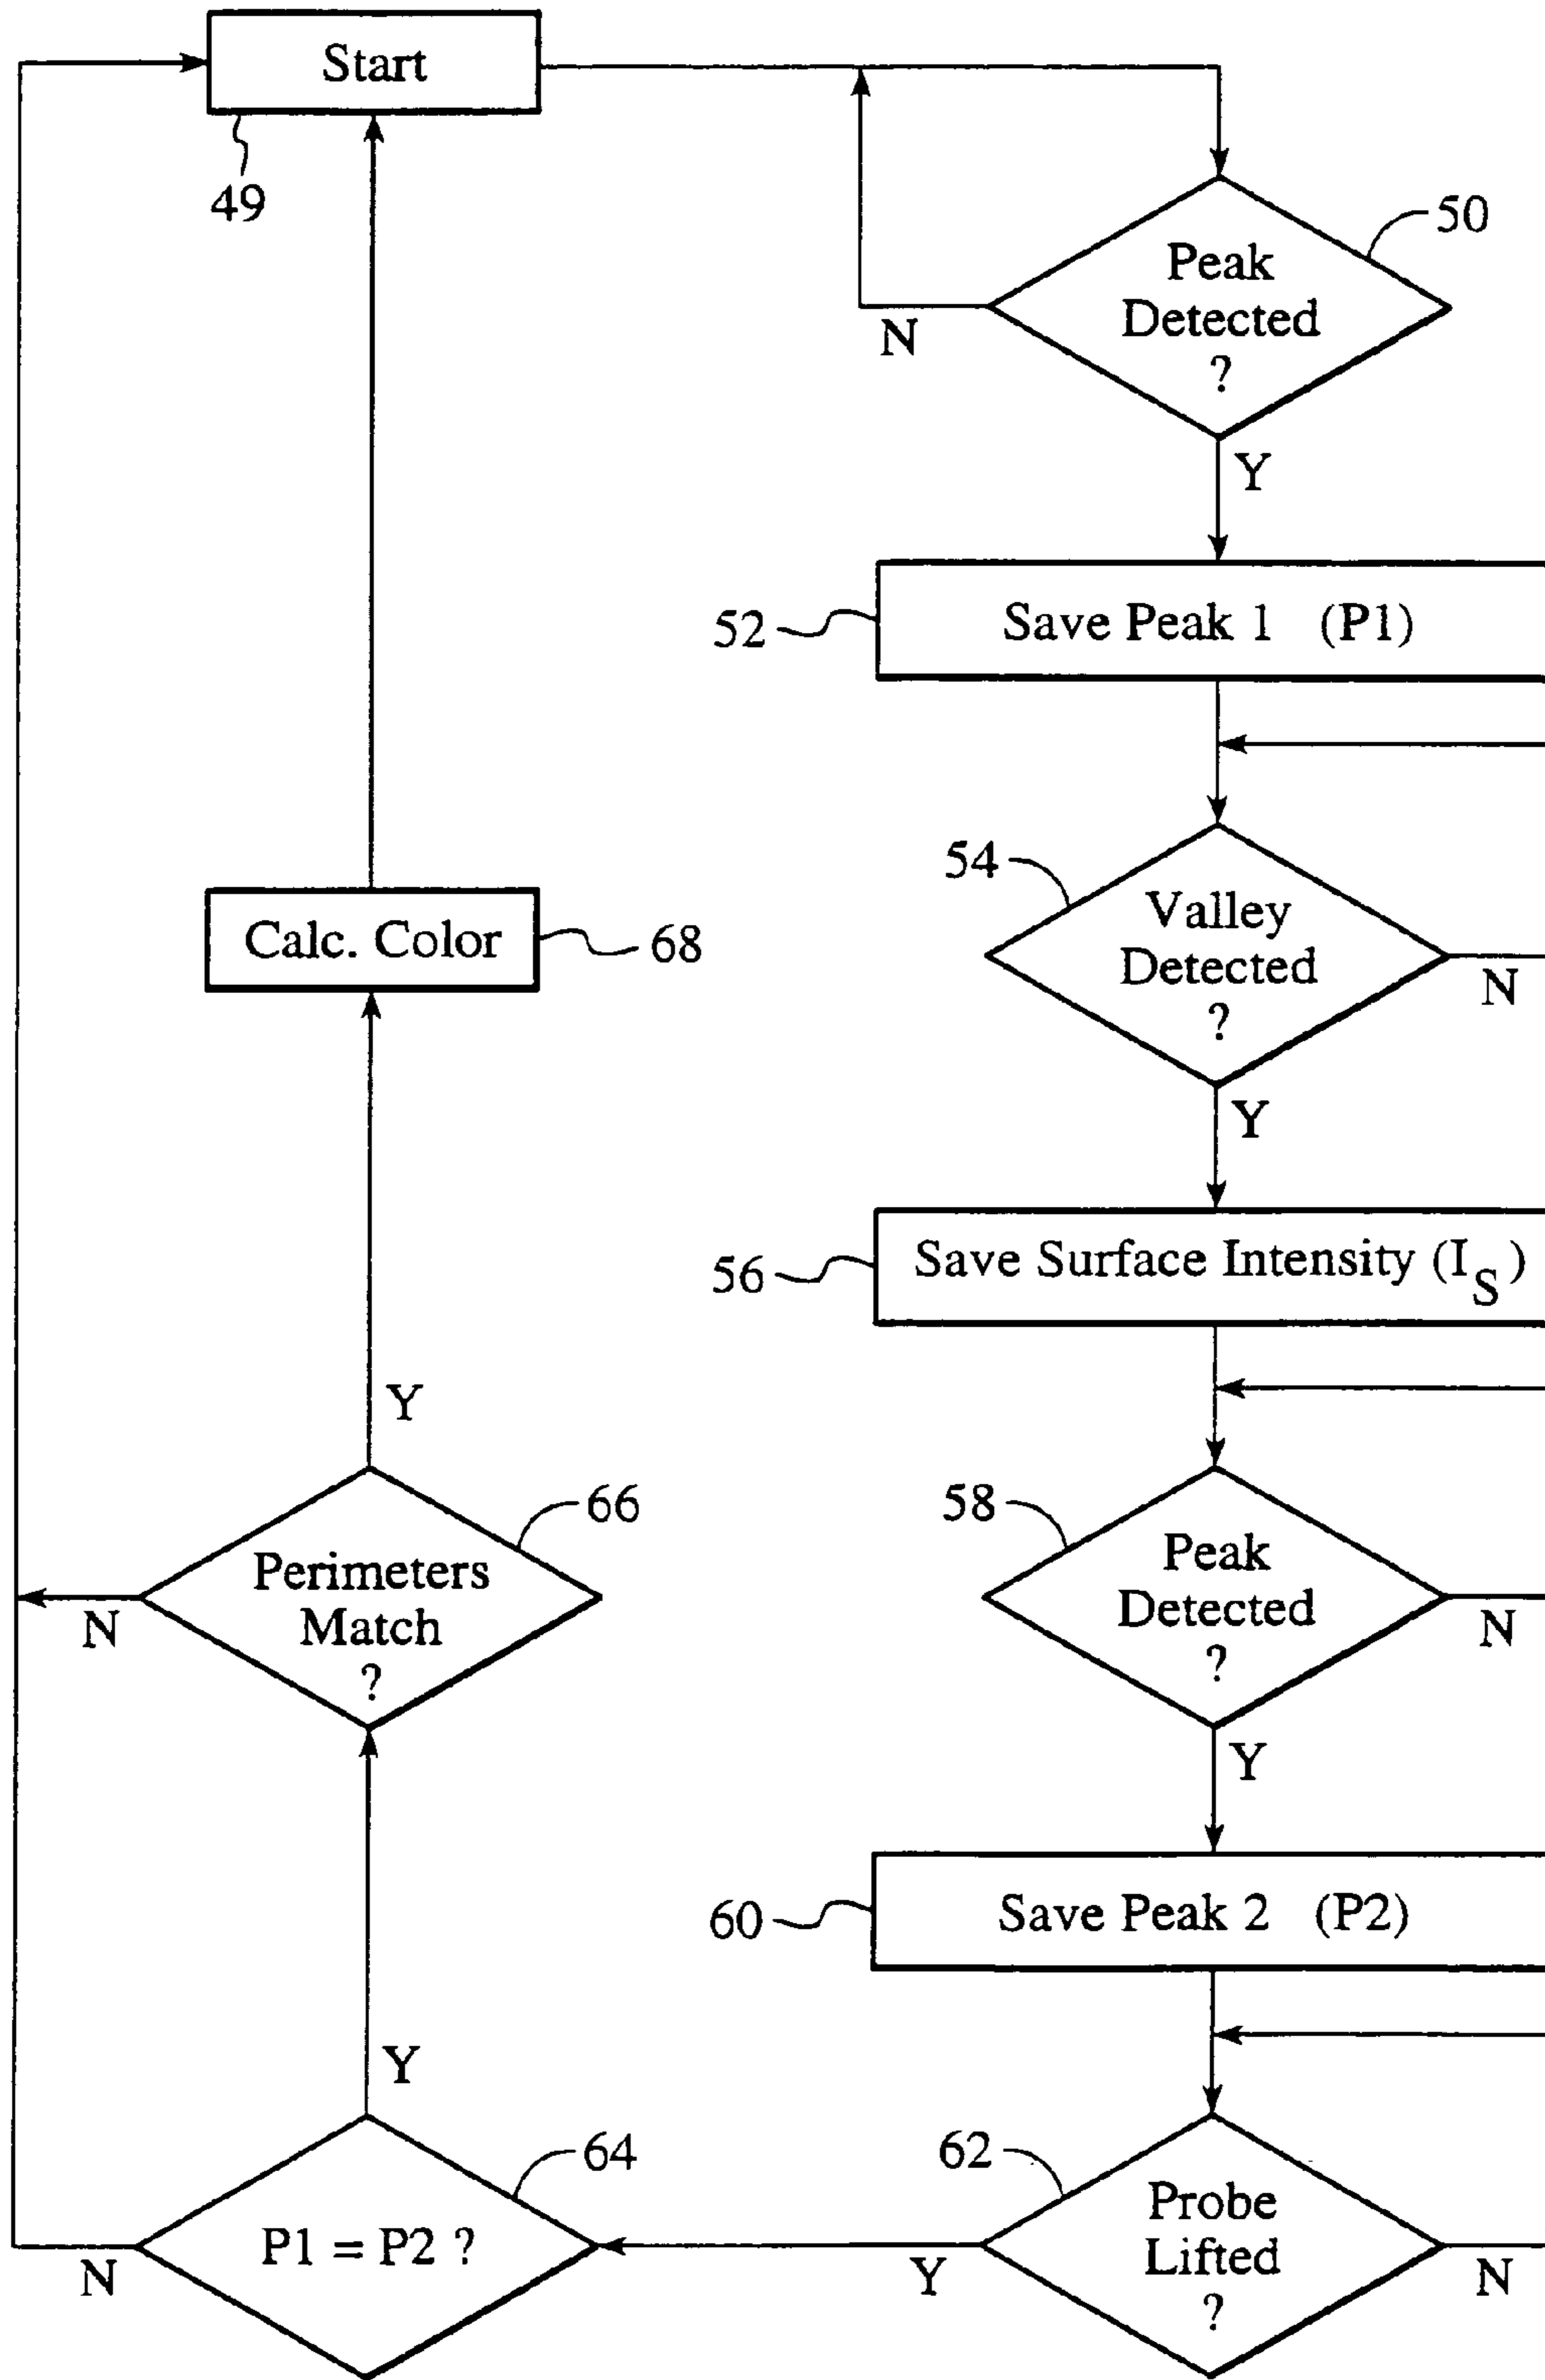 Start
49
Peak
Detected
?
50
N
Y
52
Save Peak 1 (P1)
54
Valley
Detected
?
N
Y
56
Save Surface Intensity (I_S)
58
Peak
Detected
?
N
Y
60
Save Peak 2 (P2)
62
Probe
Lifted
?
N
Y
64
P1 = P2 ?
N
Y
66
Perimeters
Match
?
N
Y
Calc. Color
68